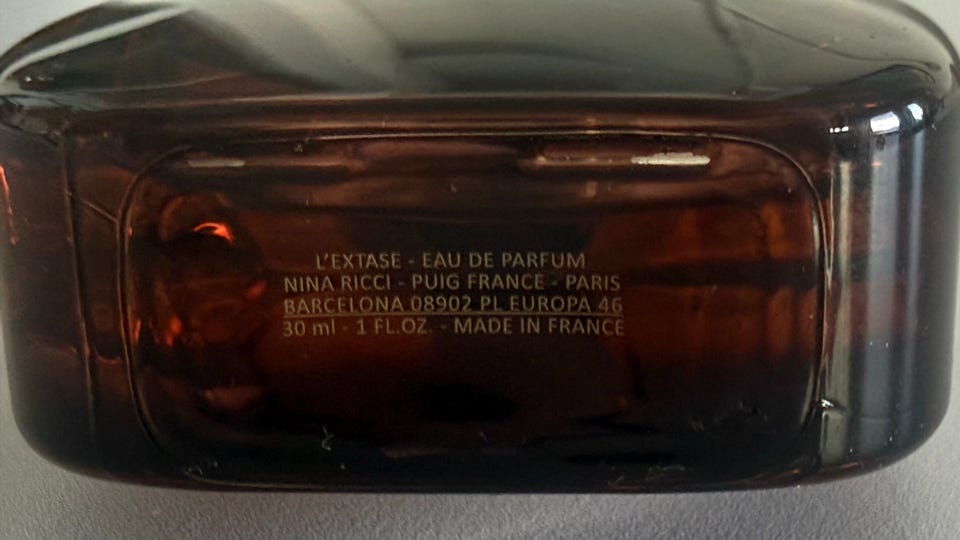 L'EXTASE - EAU DE PARFUM
NINA RICCI - PUIG FRANCE - PARIS
BARCELONA 08902 PL EUROPA 46
30 ml - 1 FL.OZ. - MADE IN FRANCE